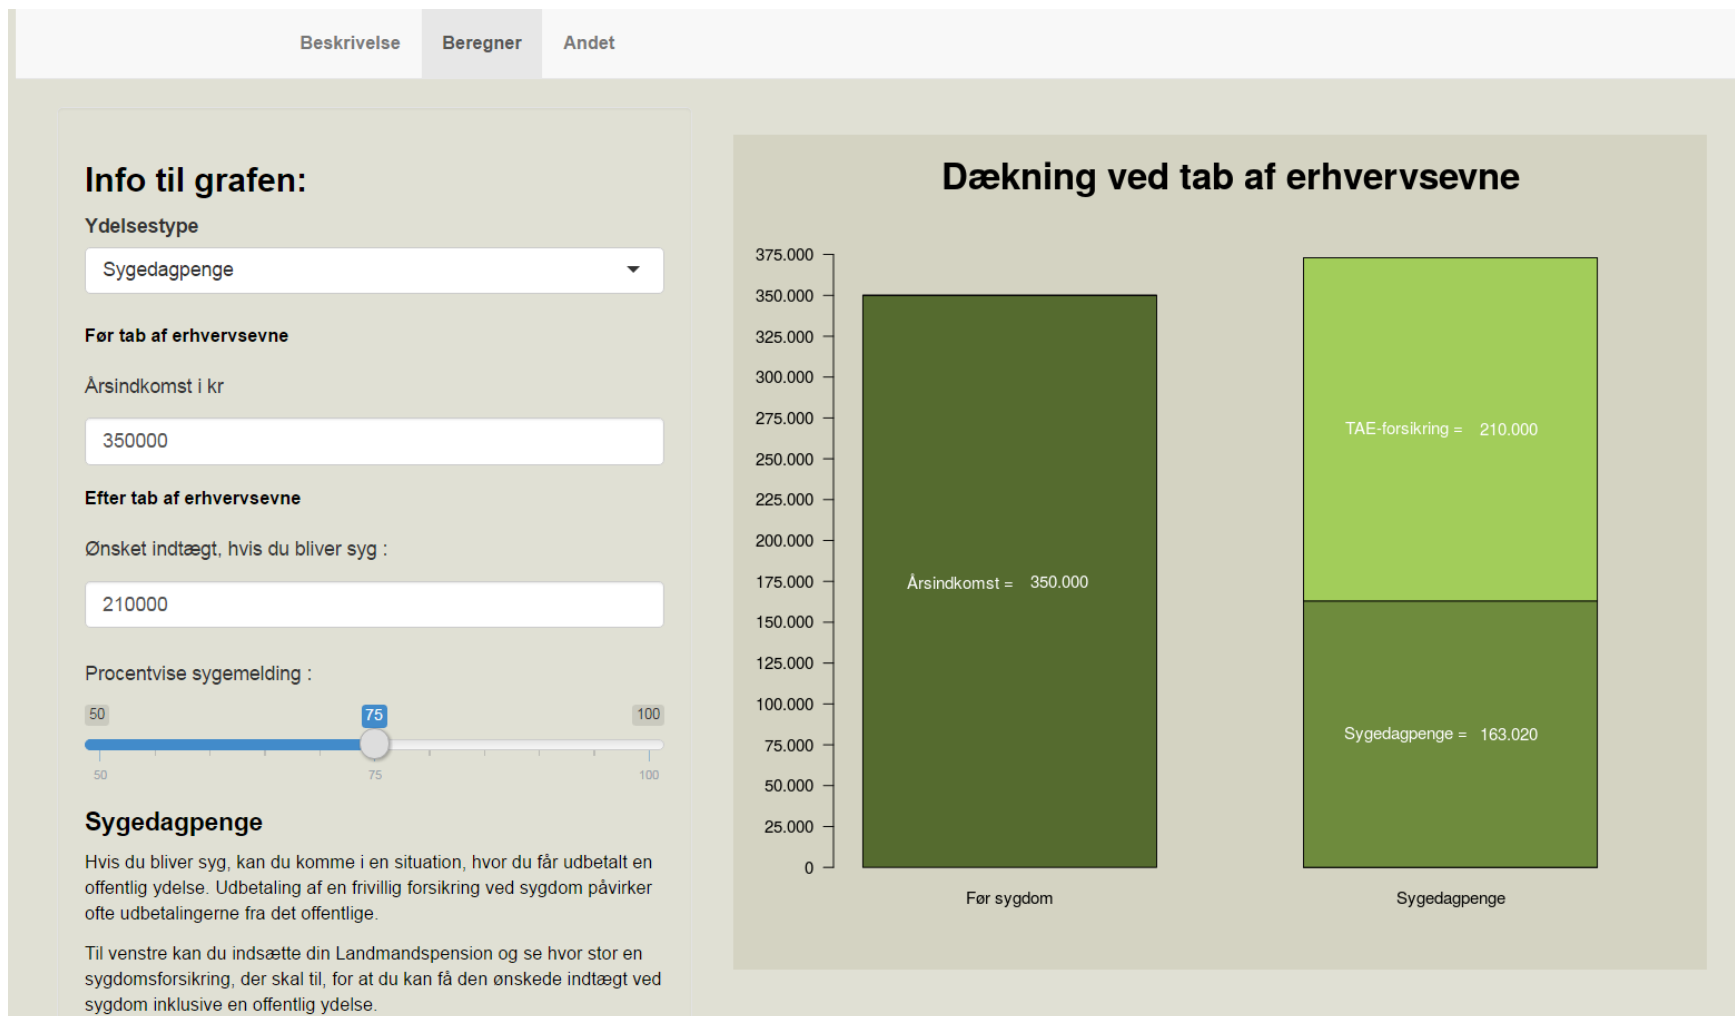 Beskrivelse Beregner Andet
Info til grafen:
Ydelsestype
Sygedagpenge
Før tab af erhvervsevne
Årsindkomst i kr
350000
Efter tab af erhvervsevne
Ønsket indtægt, hvis du bliver syg :
210000
Procentvise sygemelding :
50 75 100
50 75 100
Sygedagpenge
Hvis du bliver syg, kan du komme i en situation, hvor du får udbetalt en
offentlig ydelse. Udbetaling af en frivillig forsikring ved sygdom påvirker
ofte udbetalingerne fra det offentlige.
Til venstre kan du indsætte din Landmandspension og se hvor stor en
sygdomsforsikring, der skal til, for at du kan få den ønskede indtægt ved
sygdom inklusive en offentlig ydelse.
Dækning ved tab af erhvervsevne
375.000
350.000
325.000
300.000
275.000
250.000
225.000
200.000
175.000
150.000
125.000
100.000
75.000
50.000
25.000
0
Årsindkomst = 350.000
TAE-forsikring = 210.000
Sygedagpenge = 163.020
Før sygdom
Sygedagpenge